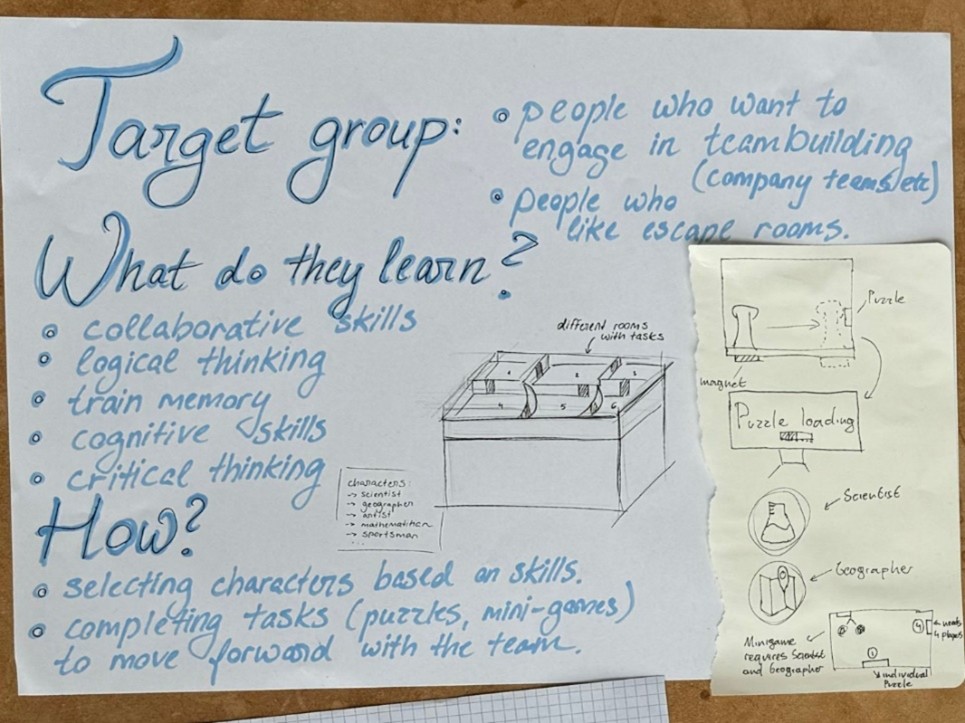 Target group:
• people who want to
engage in teambuilding
(company teams, etc)
• people who
like escape rooms.
What do they learn?
• collaborative skills
• logical thinking
• train memory
• cognitive skills
• critical thinking
different rooms
with tasks
1 2 3
4 5 6
characters:
→ scientist
→ geographer
→ artist
→ mathematitian
→ sportsman
...
How?
• selecting characters based on skills.
• completing tasks (puzzles, mini-games)
to move forward with the team.
Puzzle
magnet
Puzzle loading
Scientist
Geographer
Minigame
requires Scientist
and Geographer
4
needs
4 players
1
individual
Puzzle